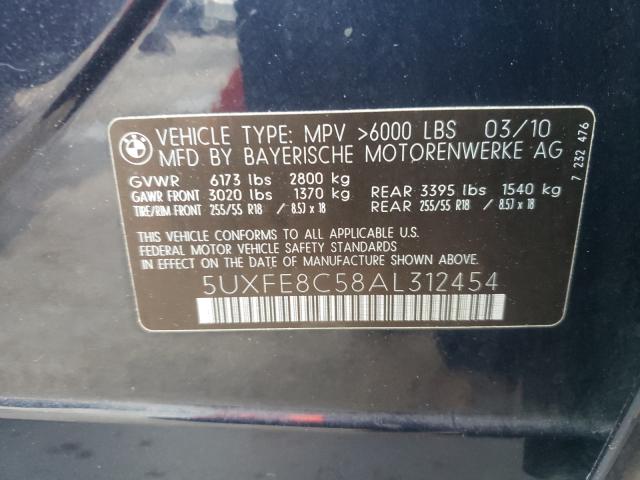 BMW
VEHICLE TYPE: MPV >6000 LBS 03/10
MFD BY BAYERISCHE MOTORENWERKE AG
GVWR 6173 lbs 2800 kg
GAWR FRONT 3020 lbs 1370 kg REAR 3395 lbs 1540 kg
TIRE/RIM FRONT 255/55 R18 / 8.5J x 18 REAR 255/55 R18 / 8.5J x 18
THIS VEHICLE CONFORMS TO ALL APPLICABLE U.S.
FEDERAL MOTOR VEHICLE SAFETY STANDARDS
IN EFFECT ON THE DATE OF MANUFACTURE SHOWN ABOVE.
5UXFE8C58AL312454
7 232 476